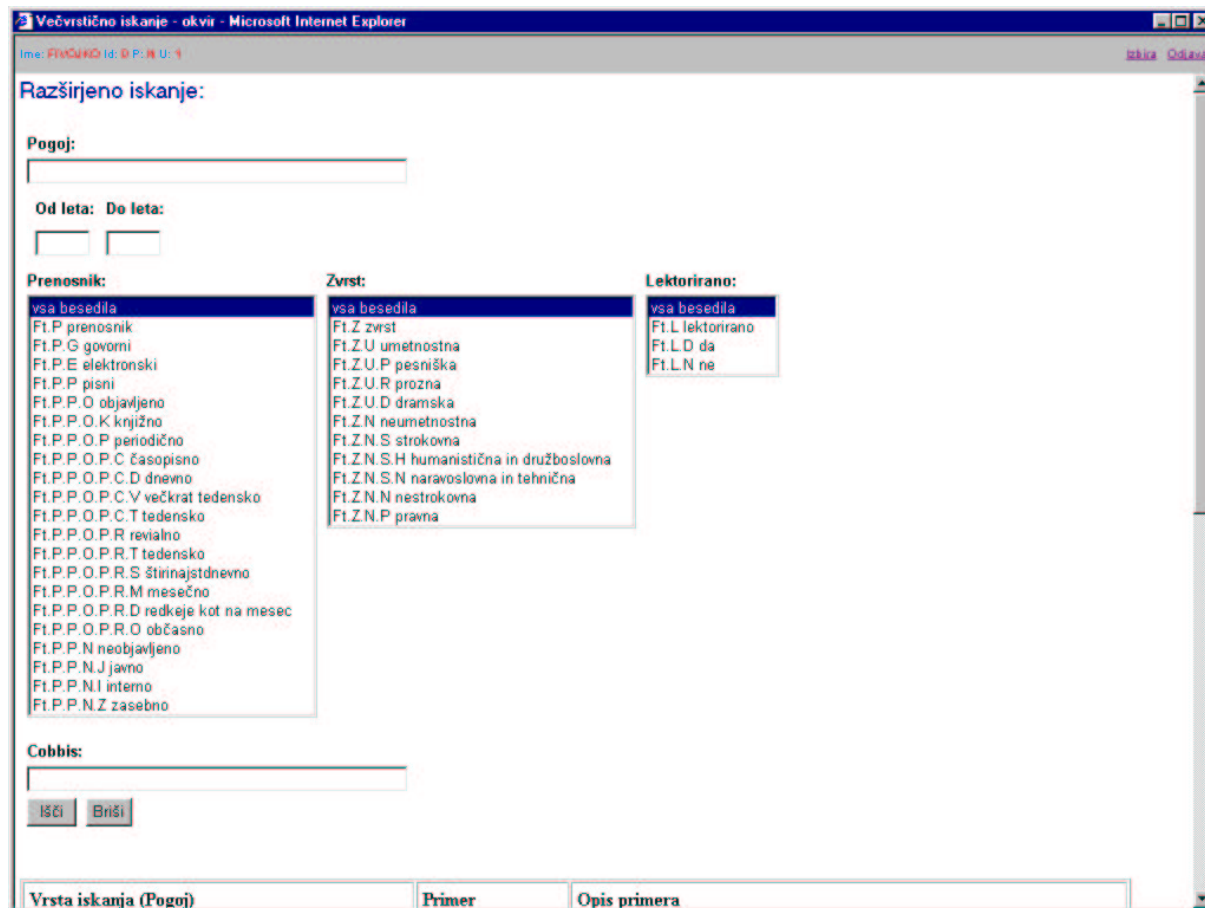 Večvrstično iskanje - okvir - Microsoft Internet Explorer
Ime: Id: 0 P: N U: 1
Izbira Odjava
Razširjeno iskanje:
Pogoj:
Od leta: Do leta:
Prenosnik: Zvrst: Lektorirano:
vsa besedila
Ft.P prenosnik
Ft.P.G govorni
Ft.P.E elektronski
Ft.P.P pisni
Ft.P.P.O objavljeno
Ft.P.P.O.K knjižno
Ft.P.P.O.P periodično
Ft.P.P.O.P.C časopisno
Ft.P.P.O.P.C.D dnevno
Ft.P.P.O.P.C.V večkrat tedensko
Ft.P.P.O.P.C.T tedensko
Ft.P.P.O.P.R revialno
Ft.P.P.O.P.R.T tedensko
Ft.P.P.O.P.R.S štirinajstdnevno
Ft.P.P.O.P.R.M mesečno
Ft.P.P.O.P.R.D redkeje kot na mesec
Ft.P.P.O.P.R.O občasno
Ft.P.P.N neobjavljeno
Ft.P.P.N.J javno
Ft.P.P.N.I interno
Ft.P.P.N.Z zasebno
vsa besedila
Ft.Z zvrst
Ft.Z.U umetnostna
Ft.Z.U.P pesniška
Ft.Z.U.R prozna
Ft.Z.U.D dramska
Ft.Z.N neumetnostna
Ft.Z.N.S strokovna
Ft.Z.N.S.H humanistična in družboslovna
Ft.Z.N.S.N naravoslovna in tehnična
Ft.Z.N.N nestrokovna
Ft.Z.N.P pravna
vsa besedila
Ft.L lektorirano
Ft.L.D da
Ft.L.N ne
Cobbis:
Išči Briši
Vrsta iskanja (Pogoj) Primer Opis primera